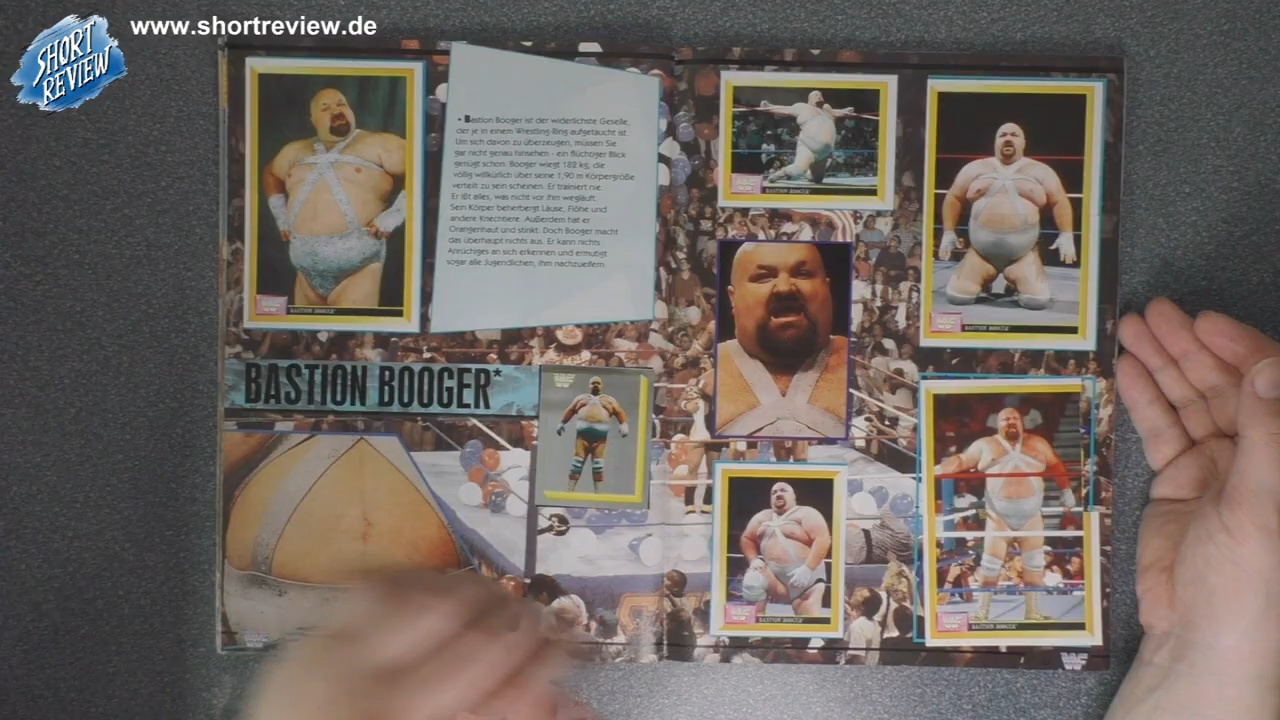 www.shortreview.de
SHORT
REVIEW
• Bastion Booger ist der widerlichste Geselle,
der je in einem Wrestling-Ring aufgetaucht ist.
Um sich davon zu überzeugen, müssen Sie
gar nicht genau hinsehen - ein flüchtiger Blick
genügt schon. Booger wiegt 182 kg, die
völlig willkürlich über seine 1,90 m Körpergröße
verteilt zu sein scheinen. Er trainiert nie.
Er ißt alles, was nicht vor ihm wegläuft.
Sein Körper beherbergt Läuse, Flöhe und
andere Kriechtiere. Außerdem hat er
Orangenhaut und stinkt. Doch Booger macht
das überhaupt nichts aus. Er kann nichts
Anrüchiges an sich erkennen und ermutigt
sogar alle Jugendlichen, ihm nachzueifern.
BASTION BOOGER*
BASTION BOOGER
BASTION BOOGER
BASTION BOOGER
BASTION BOOGER
BASTION BOOGER